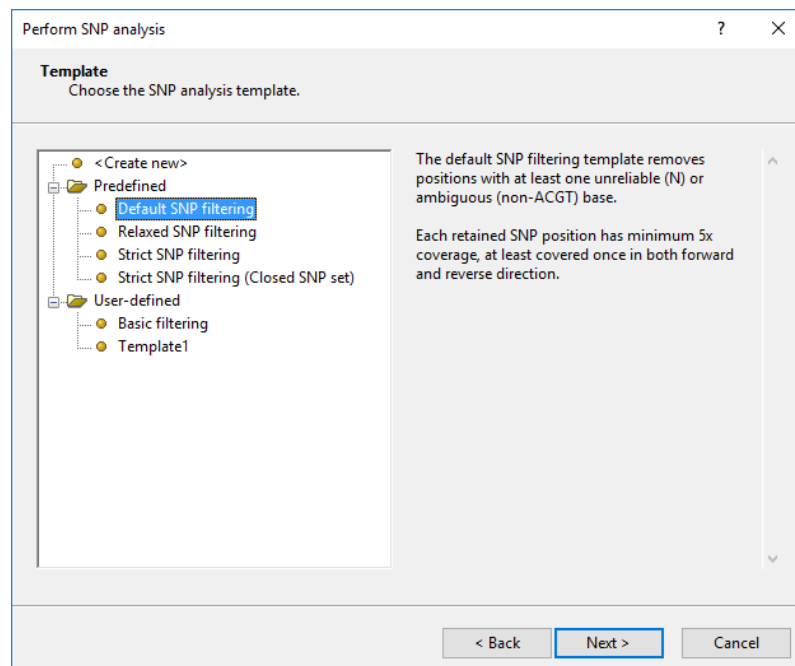 Perform SNP analysis
?
Template
Choose the SNP analysis template.
<Create new>
Predefined
Default SNP filtering
Relaxed SNP filtering
Strict SNP filtering
Strict SNP filtering (Closed SNP set)
User-defined
Basic filtering
Template1
The default SNP filtering template removes
positions with at least one unreliable (N) or
ambiguous (non-ACGT) base.
Each retained SNP position has minimum 5x
coverage, at least covered once in both forward
and reverse direction.
< Back
Next >
Cancel